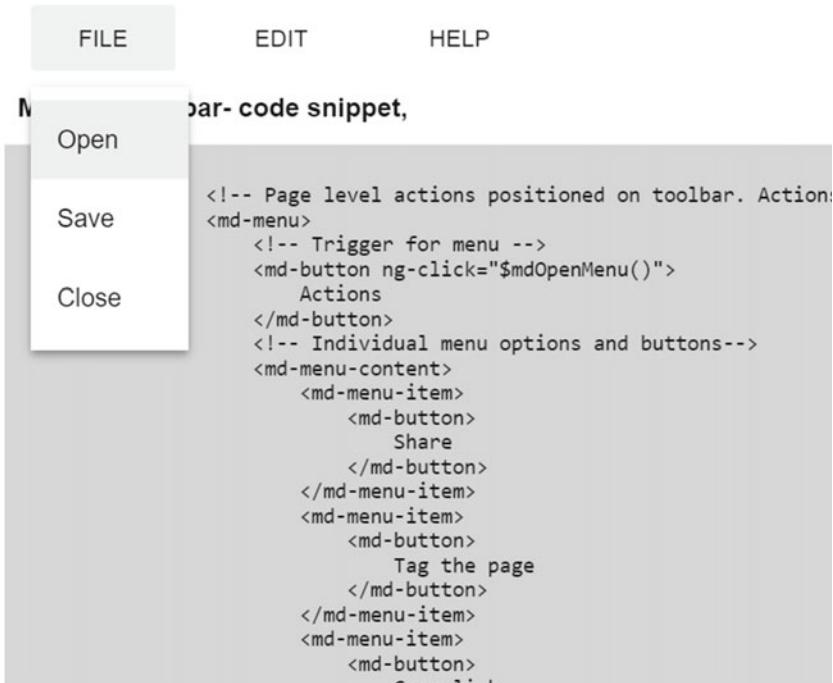 FILE EDIT HELP
bar- code snippet,
Open
Save
Close
<!-- Page level actions positioned on toolbar. Actions
<md-menu>
<!-- Trigger for menu -->
<md-button ng-click="$mdOpenMenu()">
Actions
</md-button>
<!-- Individual menu options and buttons-->
<md-menu-content>
<md-menu-item>
<md-button>
Share
</md-button>
</md-menu-item>
<md-menu-item>
<md-button>
Tag the page
</md-button>
</md-menu-item>
<md-menu-item>
<md-button>